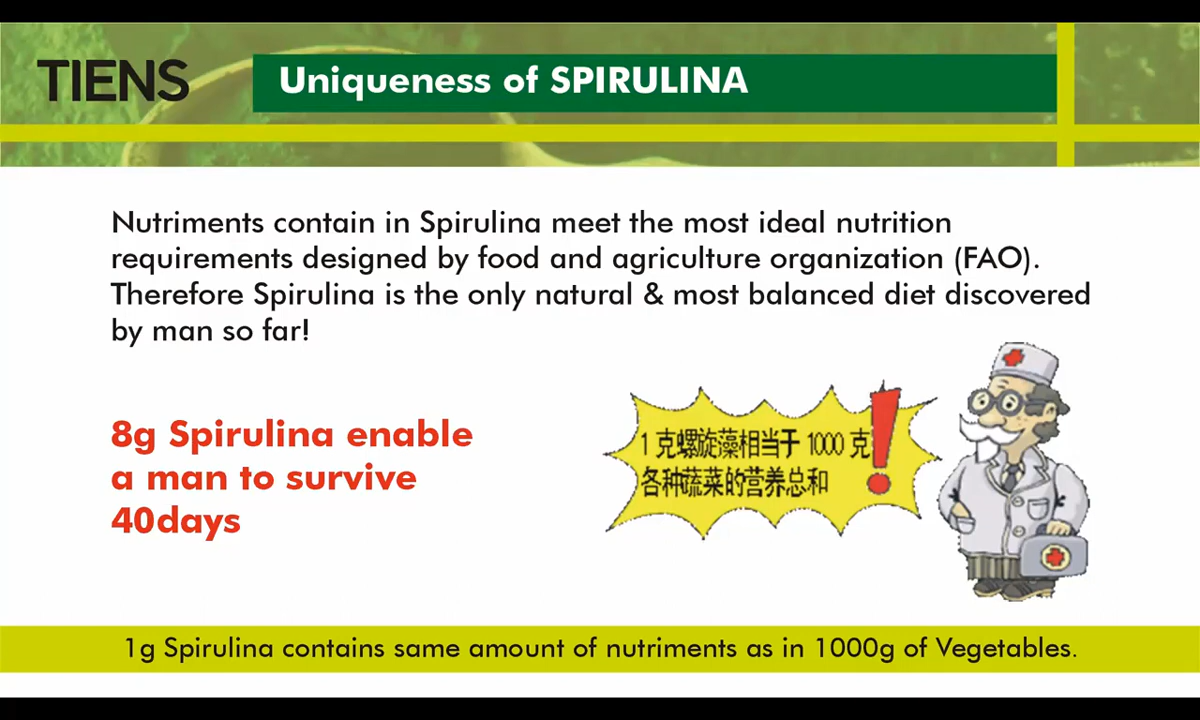 TIENS
Uniqueness of SPIRULINA
Nutriments contain in Spirulina meet the most ideal nutrition
requirements designed by food and agriculture organization (FAO).
Therefore Spirulina is the only natural & most balanced diet discovered
by man so far!
8g Spirulina enable
a man to survive
40days
1 克螺旋藻相当于 1000 克
各种蔬菜的营养总和
!
1g Spirulina contains same amount of nutriments as in 1000g of Vegetables.